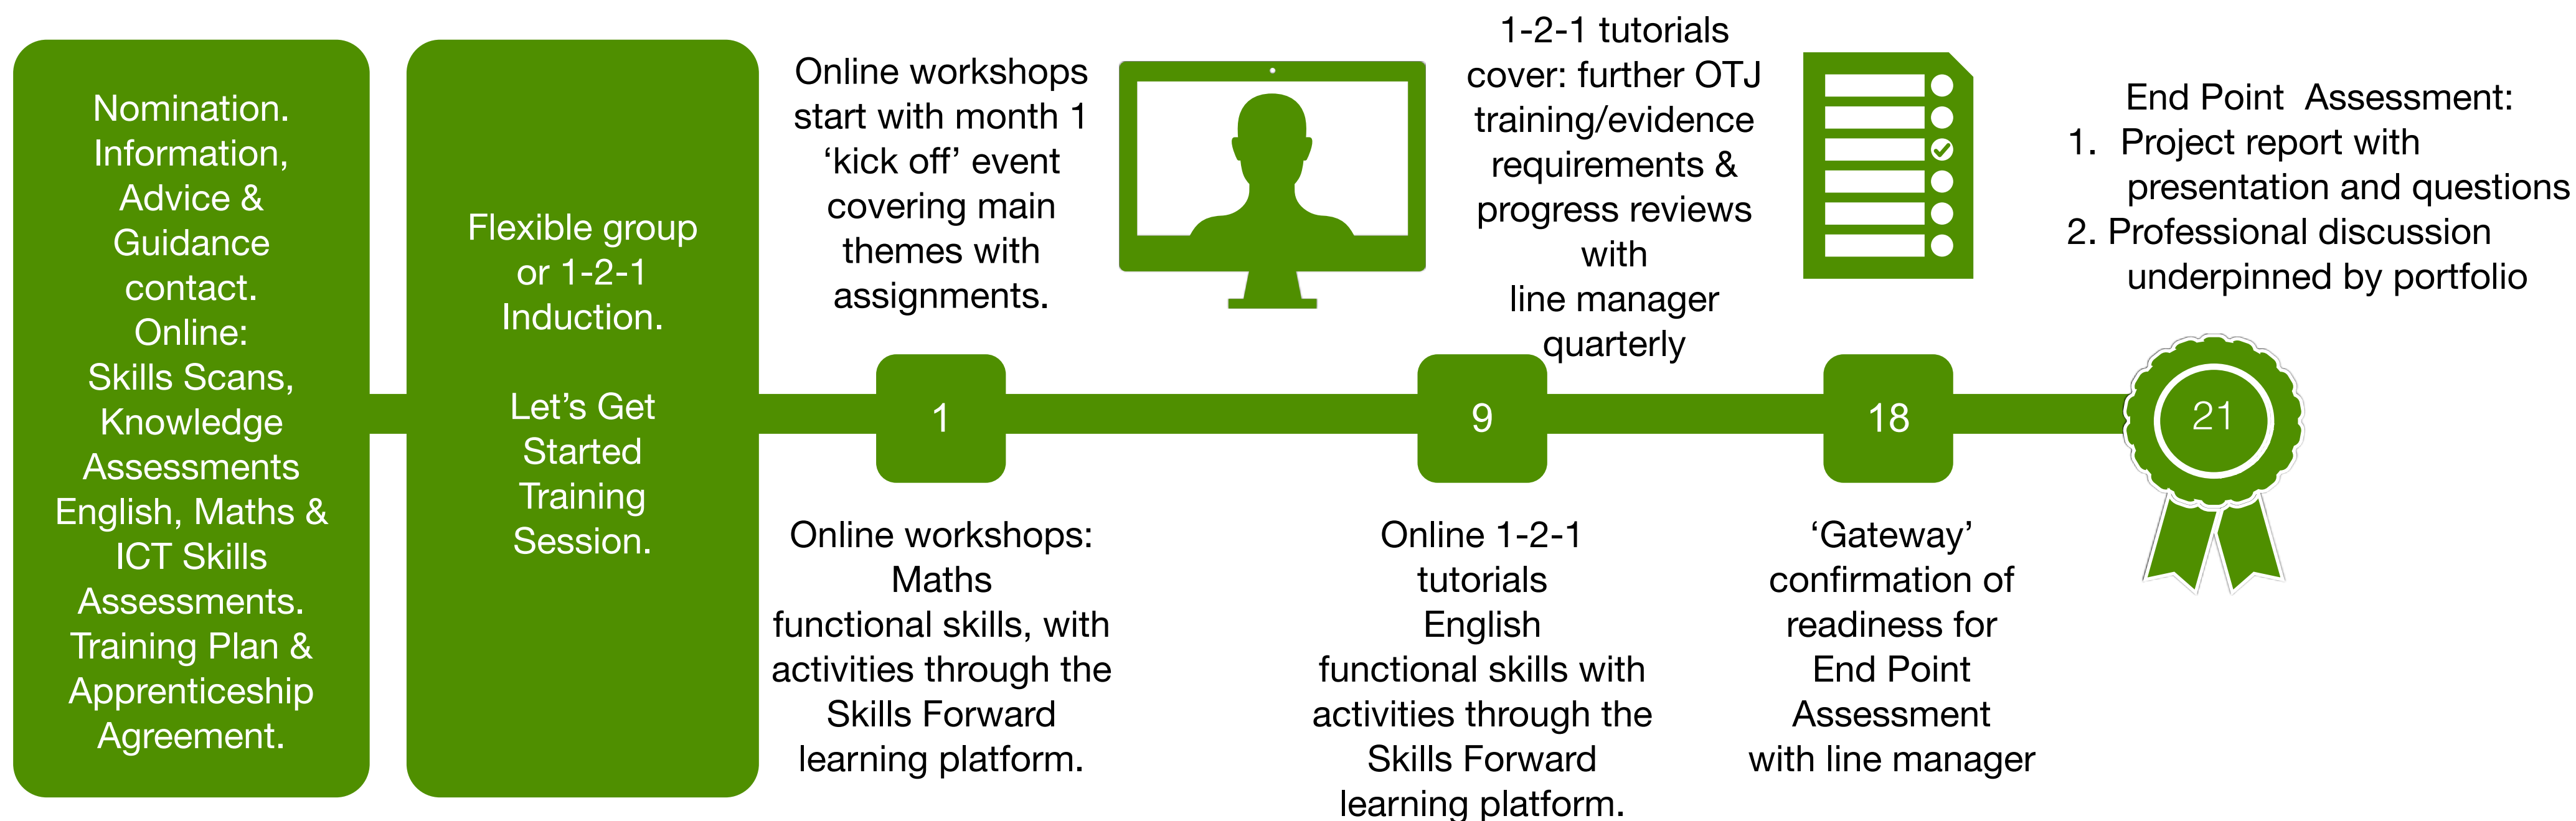 Nomination.
Information,
Advice &
Guidance
contact.
Online:
Skills Scans,
Knowledge
Assessments
English, Maths &
ICT Skills
Assessments.
Training Plan &
Apprenticeship
Agreement.
Flexible group
or 1-2-1
Induction.
Let’s Get
Started
Training
Session.
Online workshops
start with month 1
‘kick off’ event
covering main
themes with
assignments.
1
Online workshops:
Maths
functional skills, with
activities through the
Skills Forward
learning platform.
1-2-1 tutorials
cover: further OTJ
training/evidence
requirements &
progress reviews
with
line manager
quarterly
9
Online 1-2-1
tutorials
English
functional skills with
activities through the
Skills Forward
learning platform.
18
‘Gateway’
confirmation of
readiness for
End Point
Assessment
with line manager
End Point Assessment:
1. Project report with
presentation and questions
2. Professional discussion
underpinned by portfolio
21